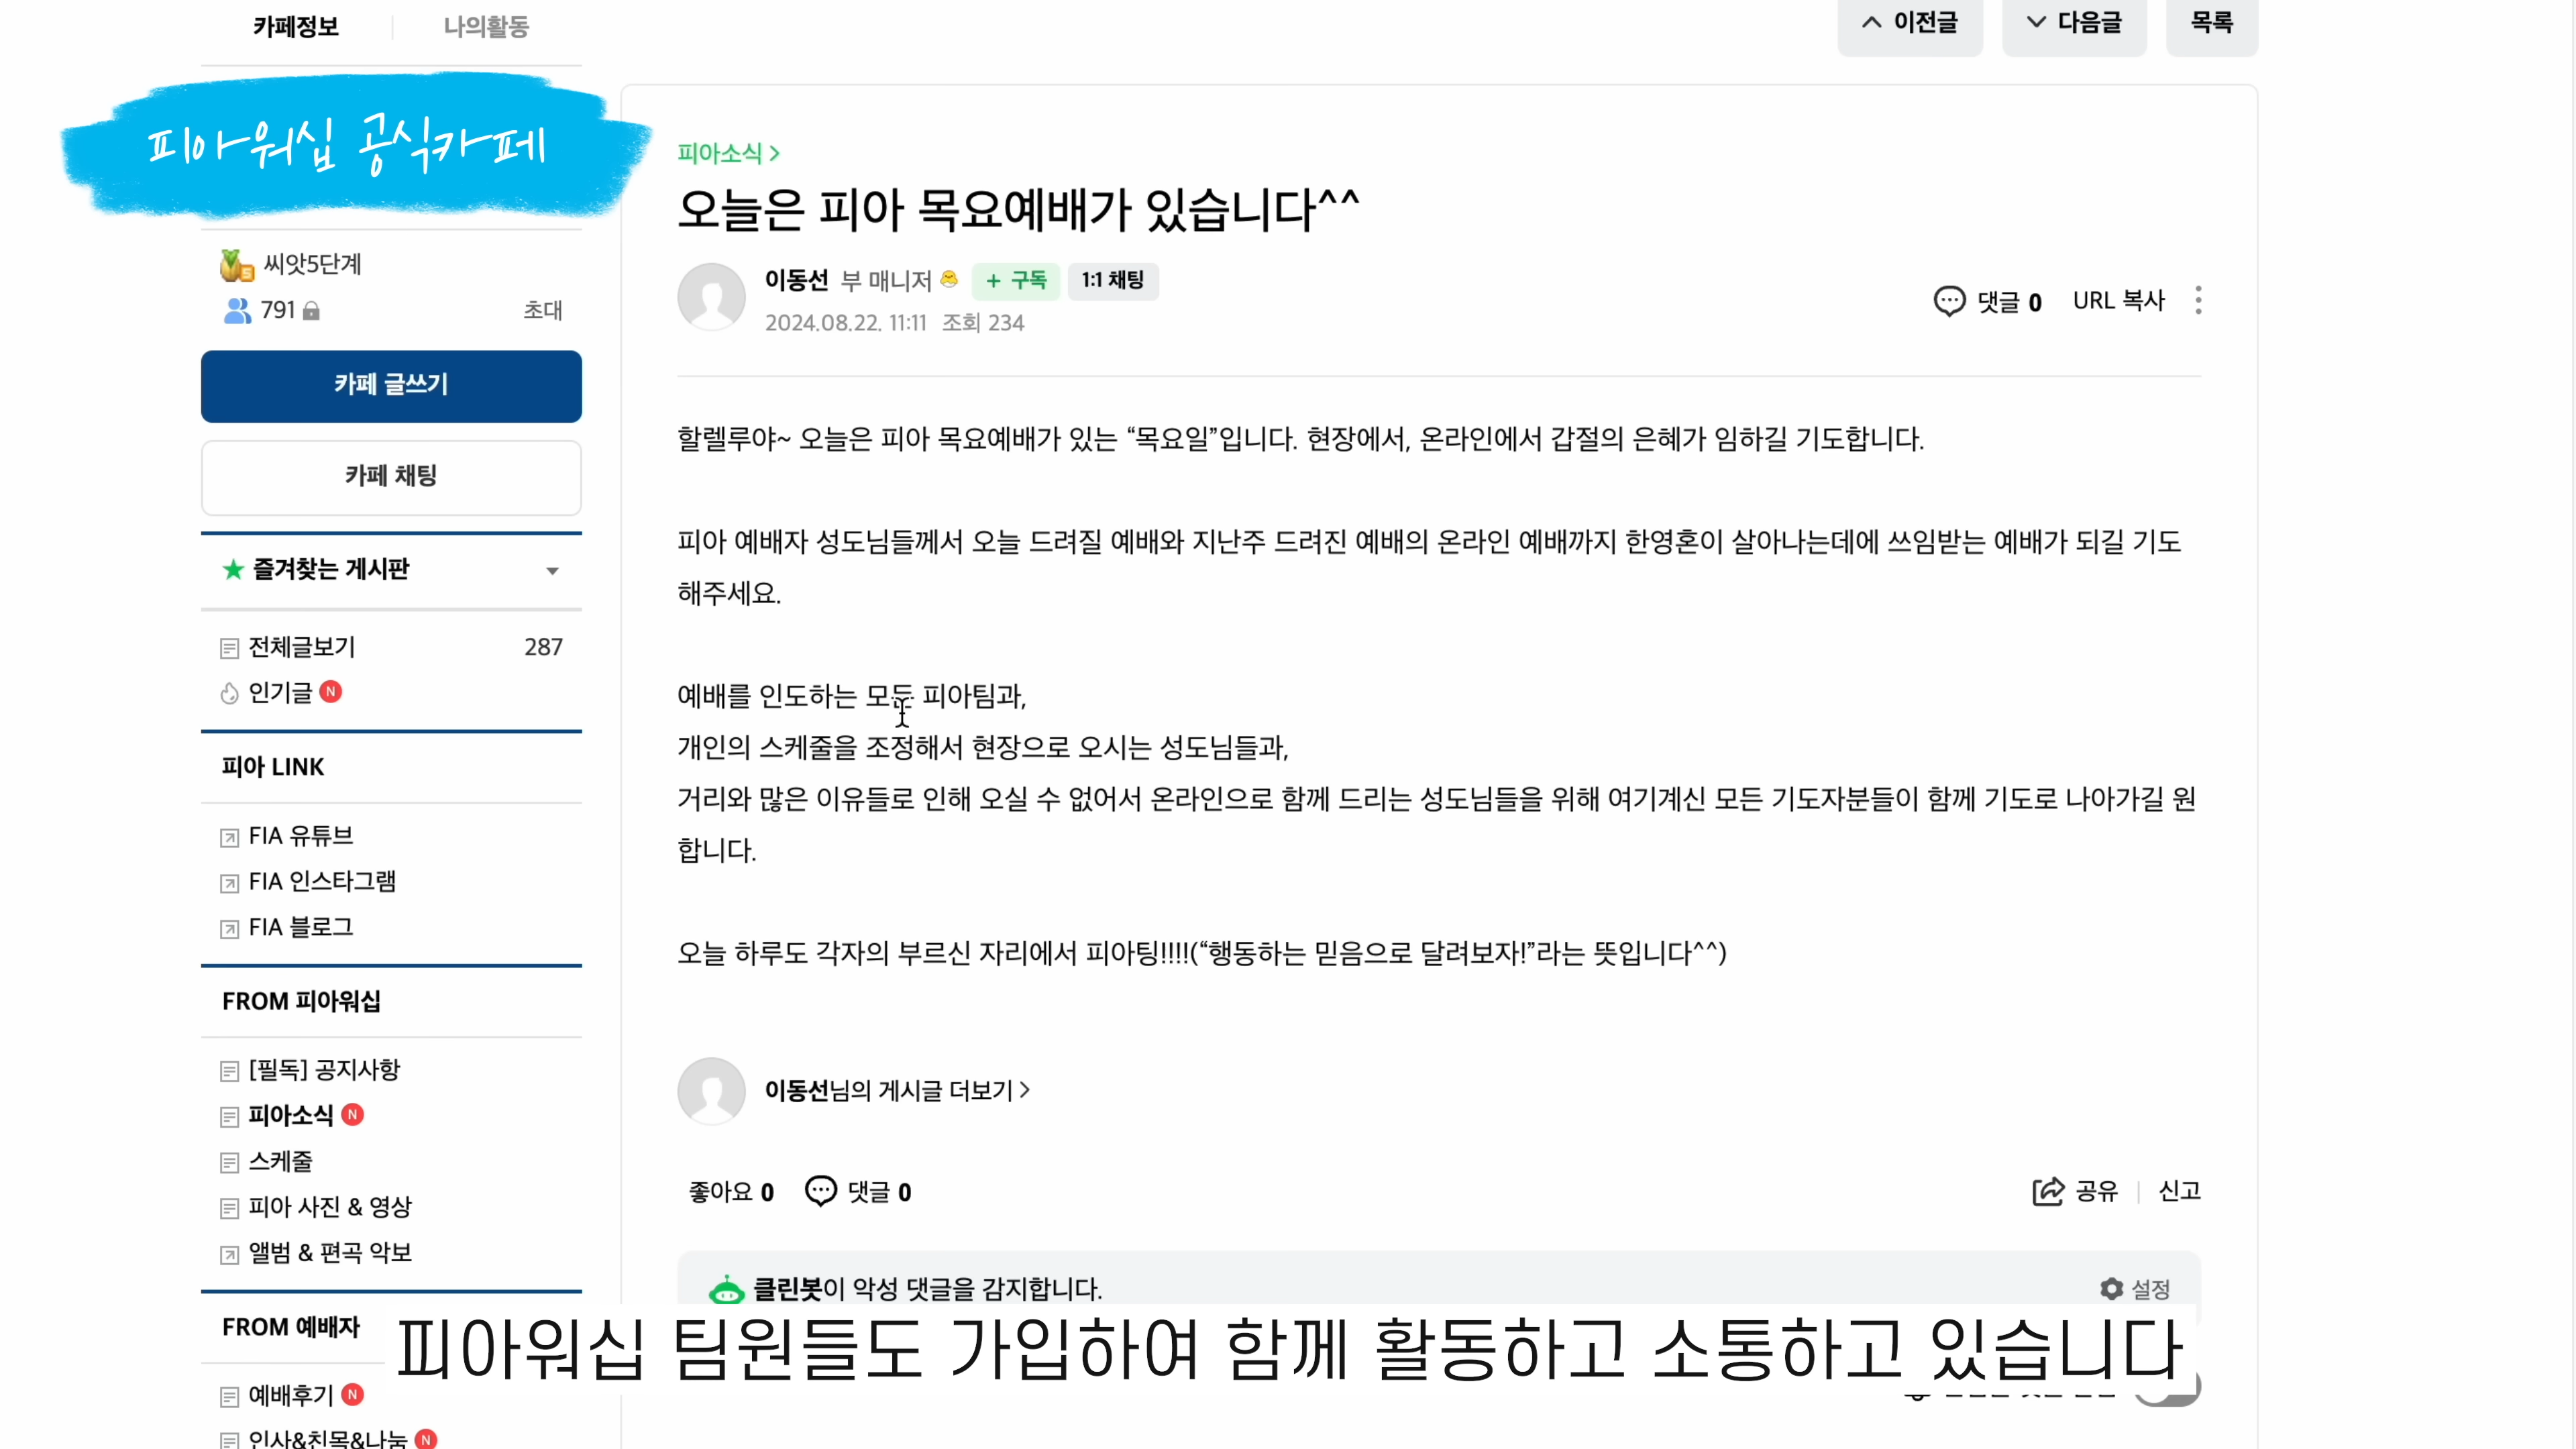 카페정보
나의활동
이전글
다음글
목록
피아워십 공식카페
씨앗5단계
791
초대
카페 글쓰기
카페 채팅
즐겨찾는 게시판
전체글보기 287
인기글 N
피아 LINK
FIA 유튜브
FIA 인스타그램
FIA 블로그
FROM 피아워십
[필독] 공지사항
피아소식 N
스케줄
피아 사진 & 영상
앨범 & 편곡 악보
FROM 예배자
예배후기 N
인사&친목&나눔 N
피아소식 >
오늘은 피아 목요예배가 있습니다^^
이동선 부 매니저 + 구독 1:1 채팅
2024.08.22. 11:11 조회 234
댓글 0 URL 복사
할렐루야~ 오늘은 피아 목요예배가 있는 “목요일”입니다. 현장에서, 온라인에서 갑절의 은혜가 임하길 기도합니다.
피아 예배자 성도님들께서 오늘 드려질 예배와 지난주 드려진 예배의 온라인 예배까지 한영혼이 살아나는데에 쓰임받는 예배가 되길 기도
해주세요.
예배를 인도하는 모든 피아팀과,
개인의 스케줄을 조정해서 현장으로 오시는 성도님들과,
거리와 많은 이유들로 인해 오실 수 없어서 온라인으로 함께 드리는 성도님들을 위해 여기계신 모든 기도자분들이 함께 기도로 나아가길 원
합니다.
오늘 하루도 각자의 부르신 자리에서 피아팅!!!!(“행동하는 믿음으로 달려보자!”라는 뜻입니다^^)
이동선님의 게시글 더보기 >
좋아요 0 댓글 0
공유 신고
클린봇이 악성 댓글을 감지합니다.
설정
피아워십 팀원들도 가입하여 함께 활동하고 소통하고 있습니다